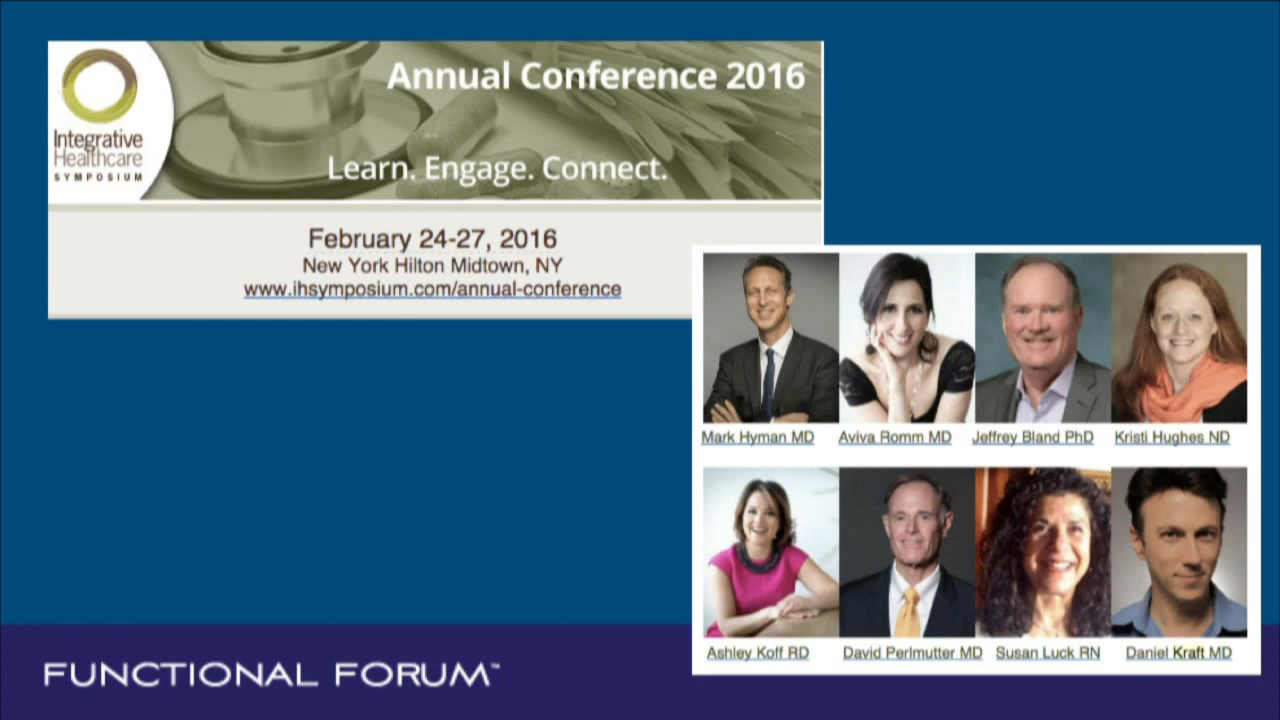 Annual Conference 2016
Integrative
Healthcare
SYMPOSIUM
Learn. Engage. Connect.
February 24-27, 2016
New York Hilton Midtown, NY
www.ihsymposium.com/annual-conference
Mark Hyman MD Aviva Romm MD Jeffrey Bland PhD Kristi Hughes ND
Ashley Koff RD David Perlmutter MD Susan Luck RN Daniel Kraft MD
FUNCTIONAL FORUM™